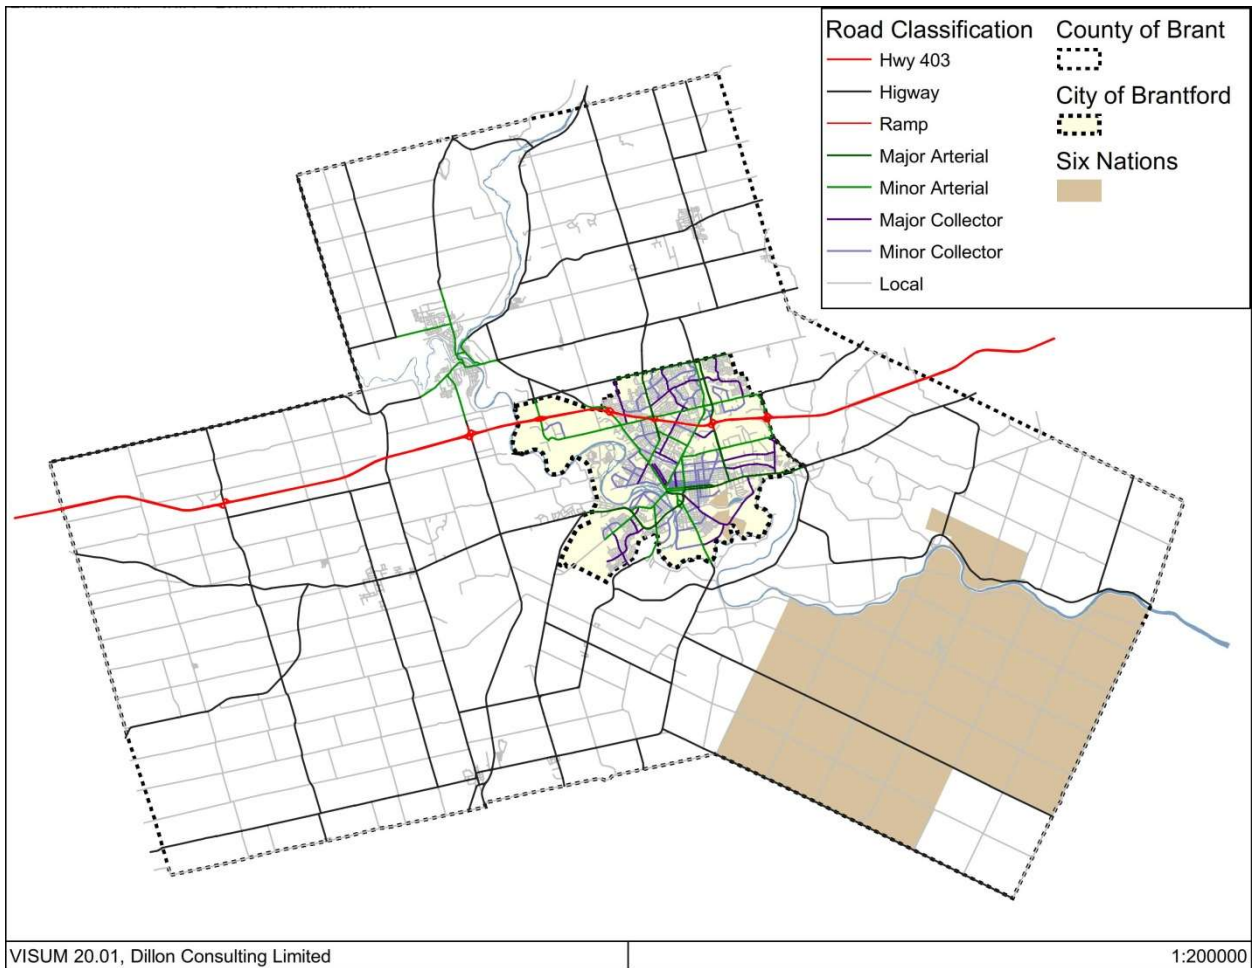 Road Classification
Hwy 403
Higway
Ramp
Major Arterial
Minor Arterial
Major Collector
Minor Collector
Local
County of Brant
City of Brantford
Six Nations
VISUM 20.01, Dillon Consulting Limited
1:200000